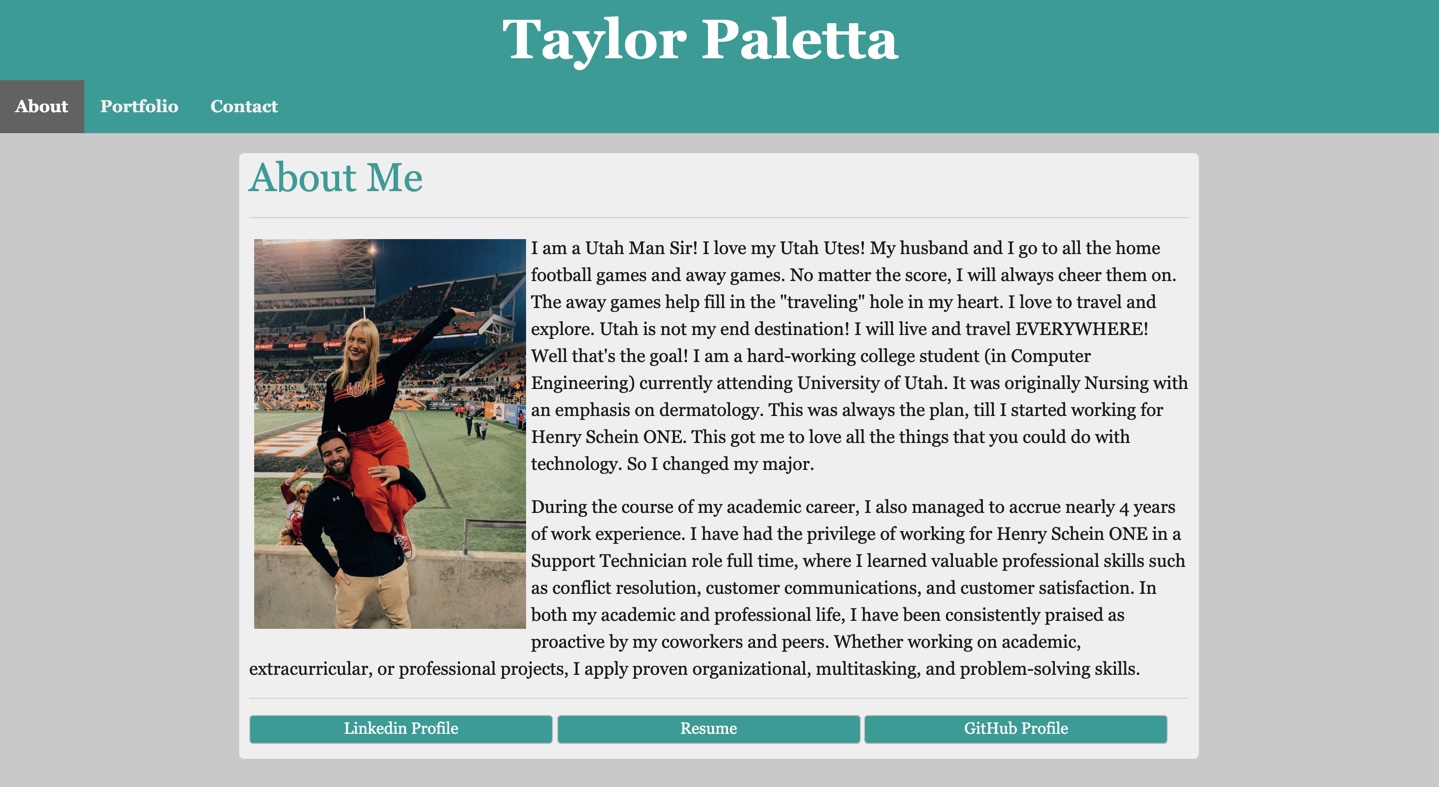 Taylor Paletta
About
Portfolio
Contact
About Me
I am a Utah Man Sir! I love my Utah Utes! My husband and I go to all the home
football games and away games. No matter the score, I will always cheer them on.
The away games help fill in the "traveling" hole in my heart. I love to travel and
explore. Utah is not my end destination! I will live and travel EVERYWHERE!
Well that's the goal! I am a hard-working college student (in Computer
Engineering) currently attending University of Utah. It was originally Nursing with
an emphasis on dermatology. This was always the plan, till I started working for
Henry Schein ONE. This got me to love all the things that you could do with
technology. So I changed my major.
During the course of my academic career, I also managed to accrue nearly 4 years
of work experience. I have had the privilege of working for Henry Schein ONE in a
Support Technician role full time, where I learned valuable professional skills such
as conflict resolution, customer communications, and customer satisfaction. In
both my academic and professional life, I have been consistently praised as
proactive by my coworkers and peers. Whether working on academic,
extracurricular, or professional projects, I apply proven organizational, multitasking, and problem-solving skills.
Linkedin Profile
Resume
GitHub Profile